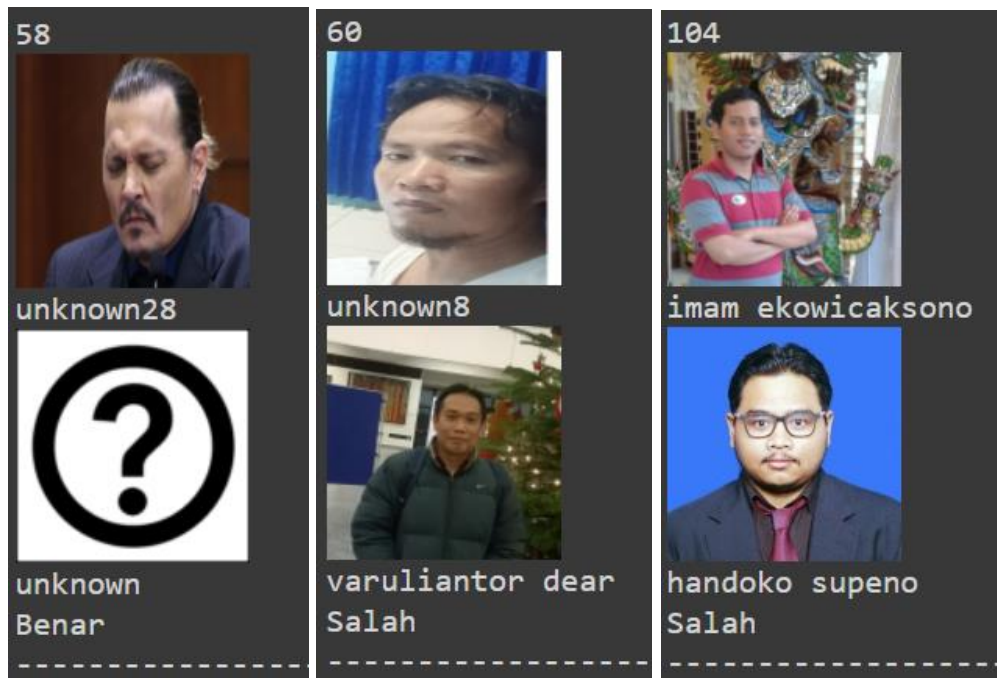 58
unknown28
?
unknown
Benar
--------------------
60
unknown8
varuliantor dear
Salah
--------------------
104
imam ekowicaksono
handoko supeno
Salah
--------------------